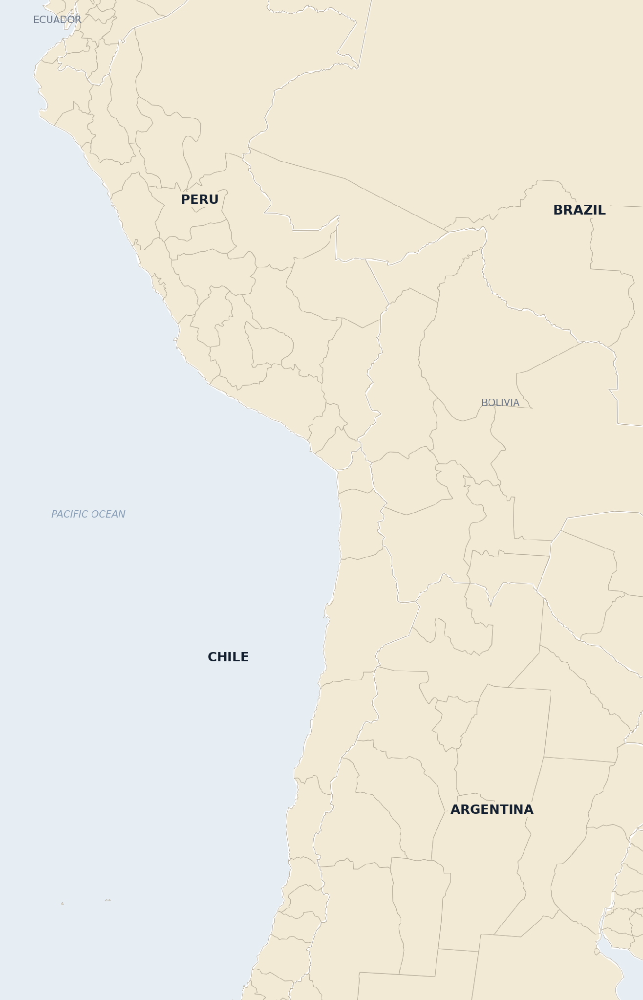 ECUADOR
PERU
BRAZIL
BOLIVIA
PACIFIC OCEAN
CHILE
ARGENTINA